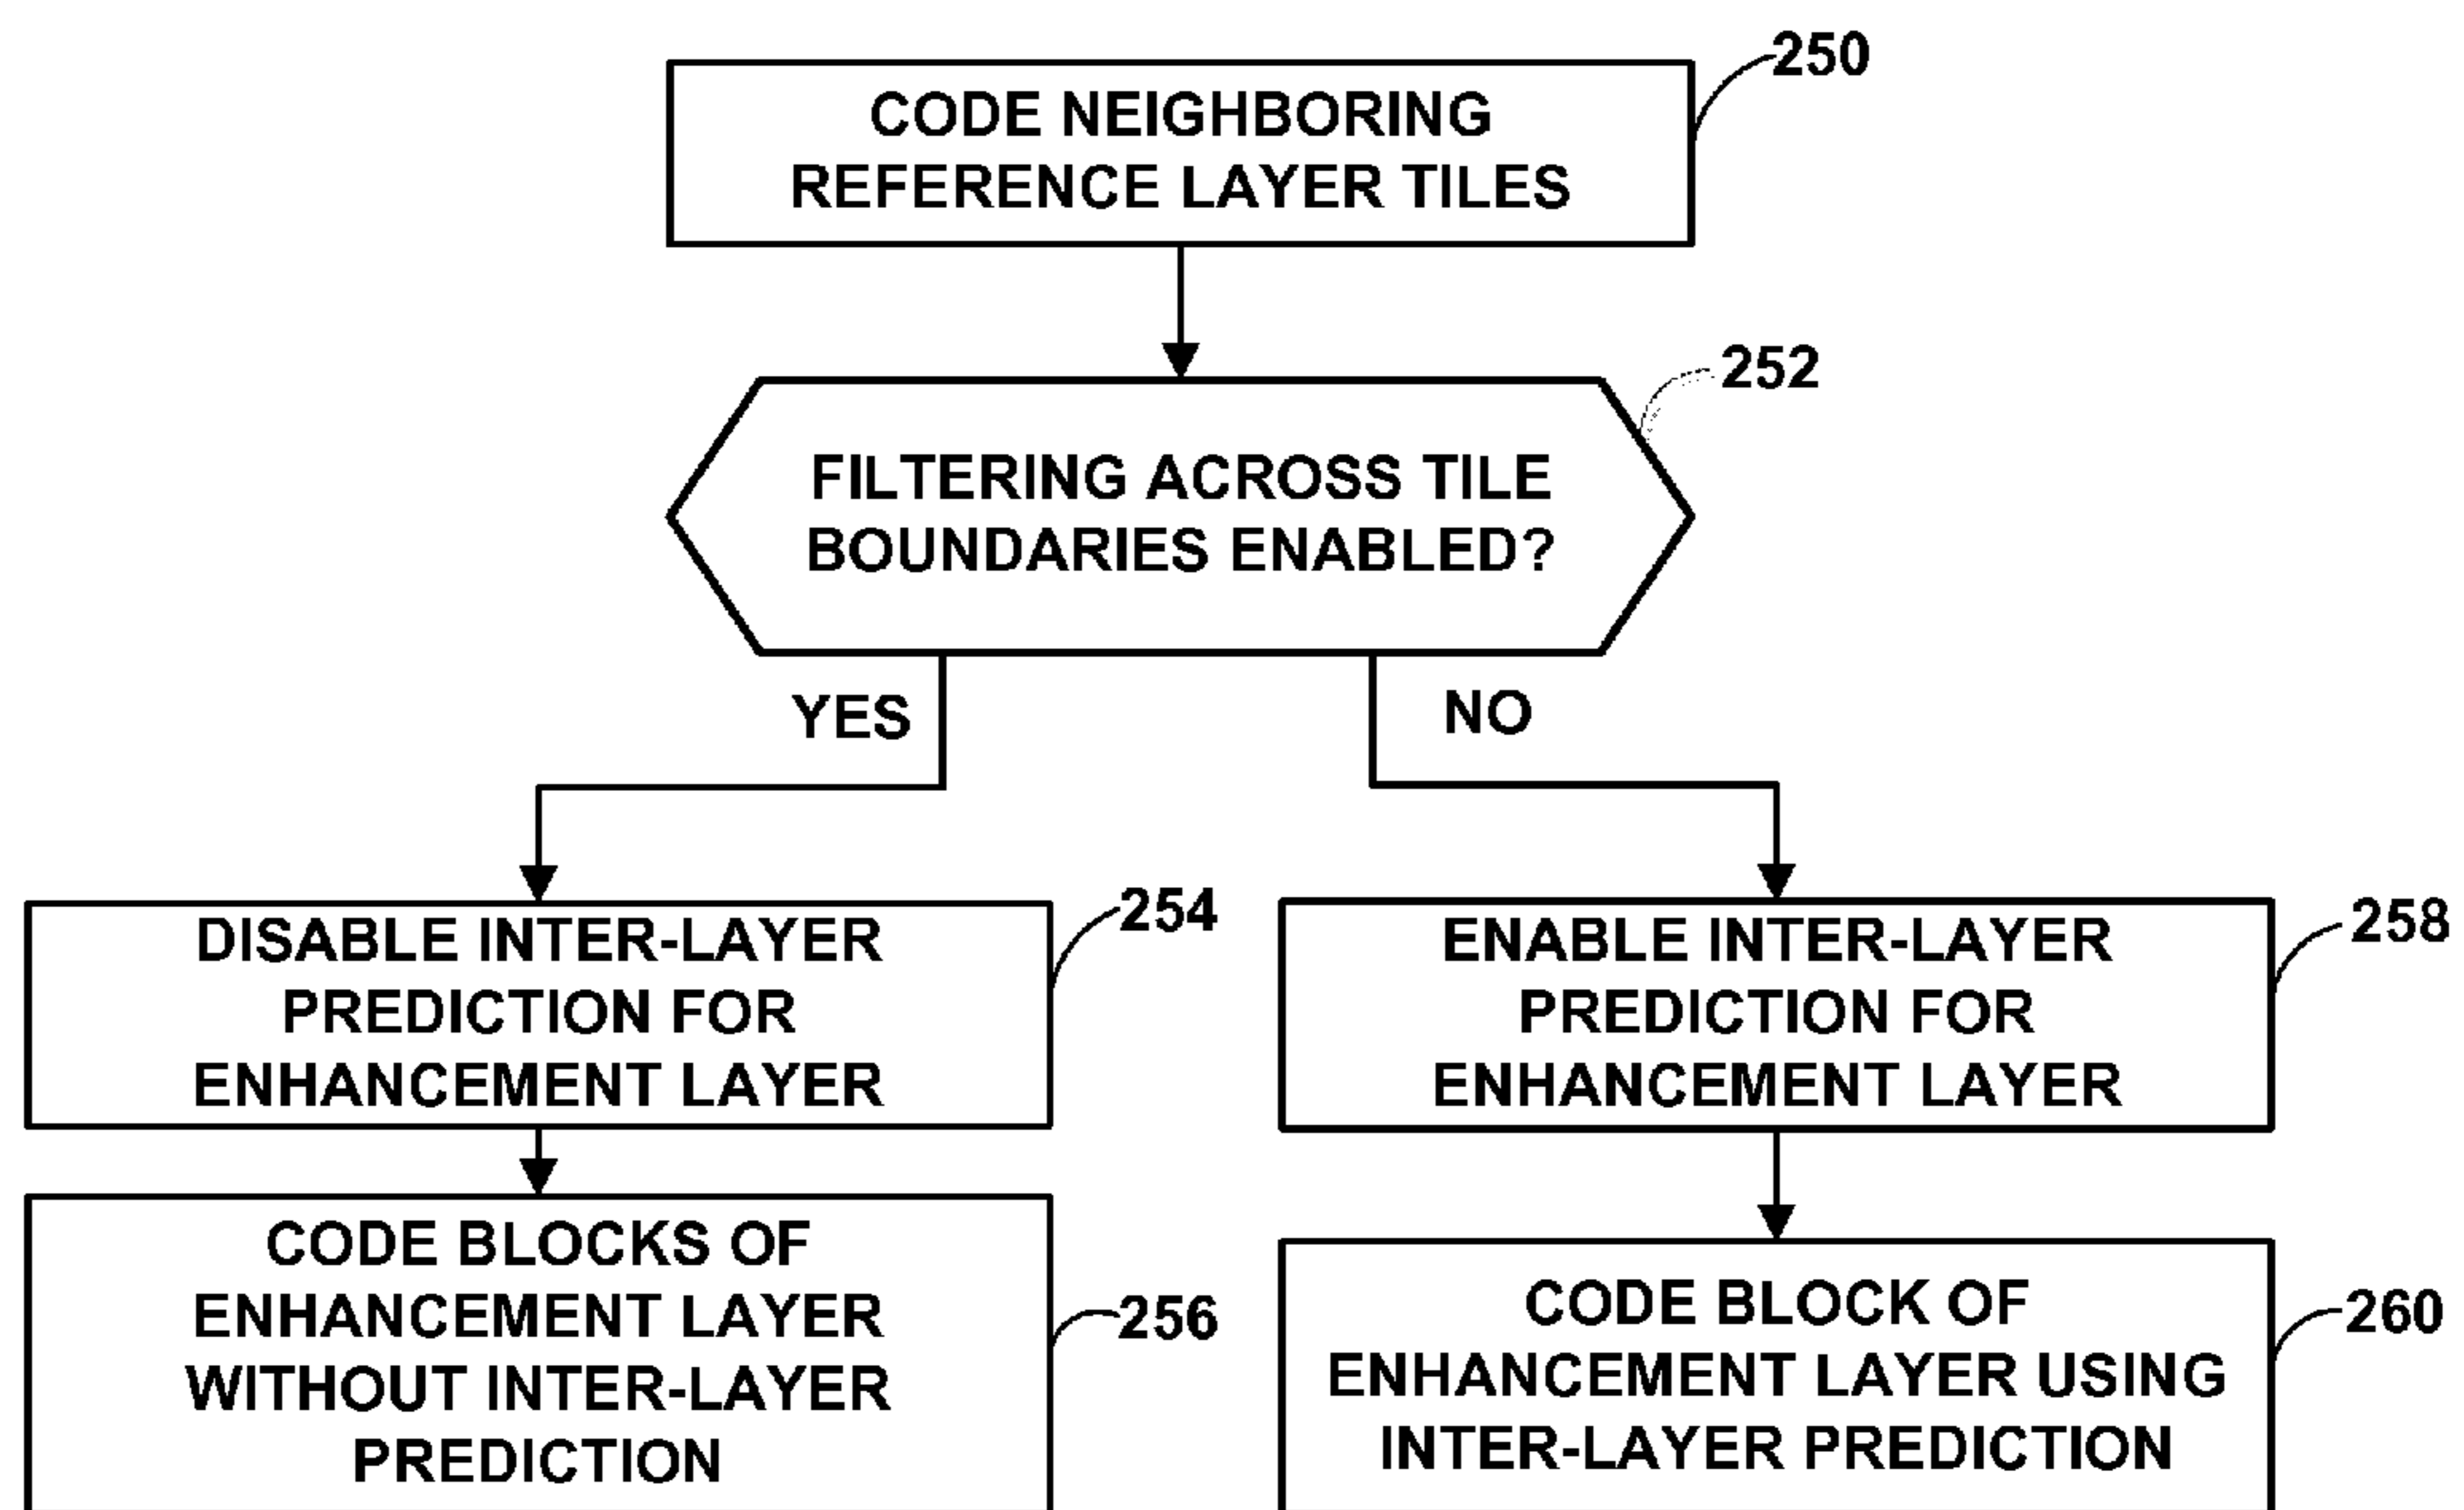 250
CODE NEIGHBORING
REFERENCE LAYER TILES
252
FILTERING ACROSS TILE
BOUNDARIES ENABLED?
YES
NO
254
DISABLE INTER-LAYER
PREDICTION FOR
ENHANCEMENT LAYER
258
ENABLE INTER-LAYER
PREDICTION FOR
ENHANCEMENT LAYER
256
CODE BLOCKS OF
ENHANCEMENT LAYER
WITHOUT INTER-LAYER
PREDICTION
260
CODE BLOCK OF
ENHANCEMENT LAYER USING
INTER-LAYER PREDICTION